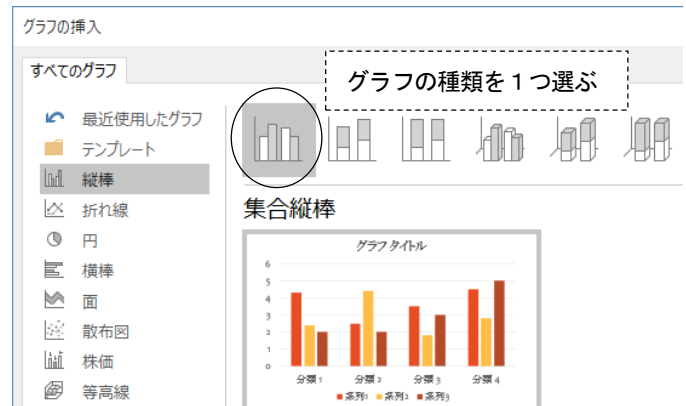 グラフの挿入
すべてのグラフ
グラフの種類を１つ選ぶ
最近使用したグラフ
テンプレート
縦棒
折れ線
円
横棒
面
散布図
株価
等高線
集合縦棒
グラフ タイトル
6
5
4
3
2
1
0
分類 1 分類 2 分類 3 分類 4
系列1 系列2 系列3